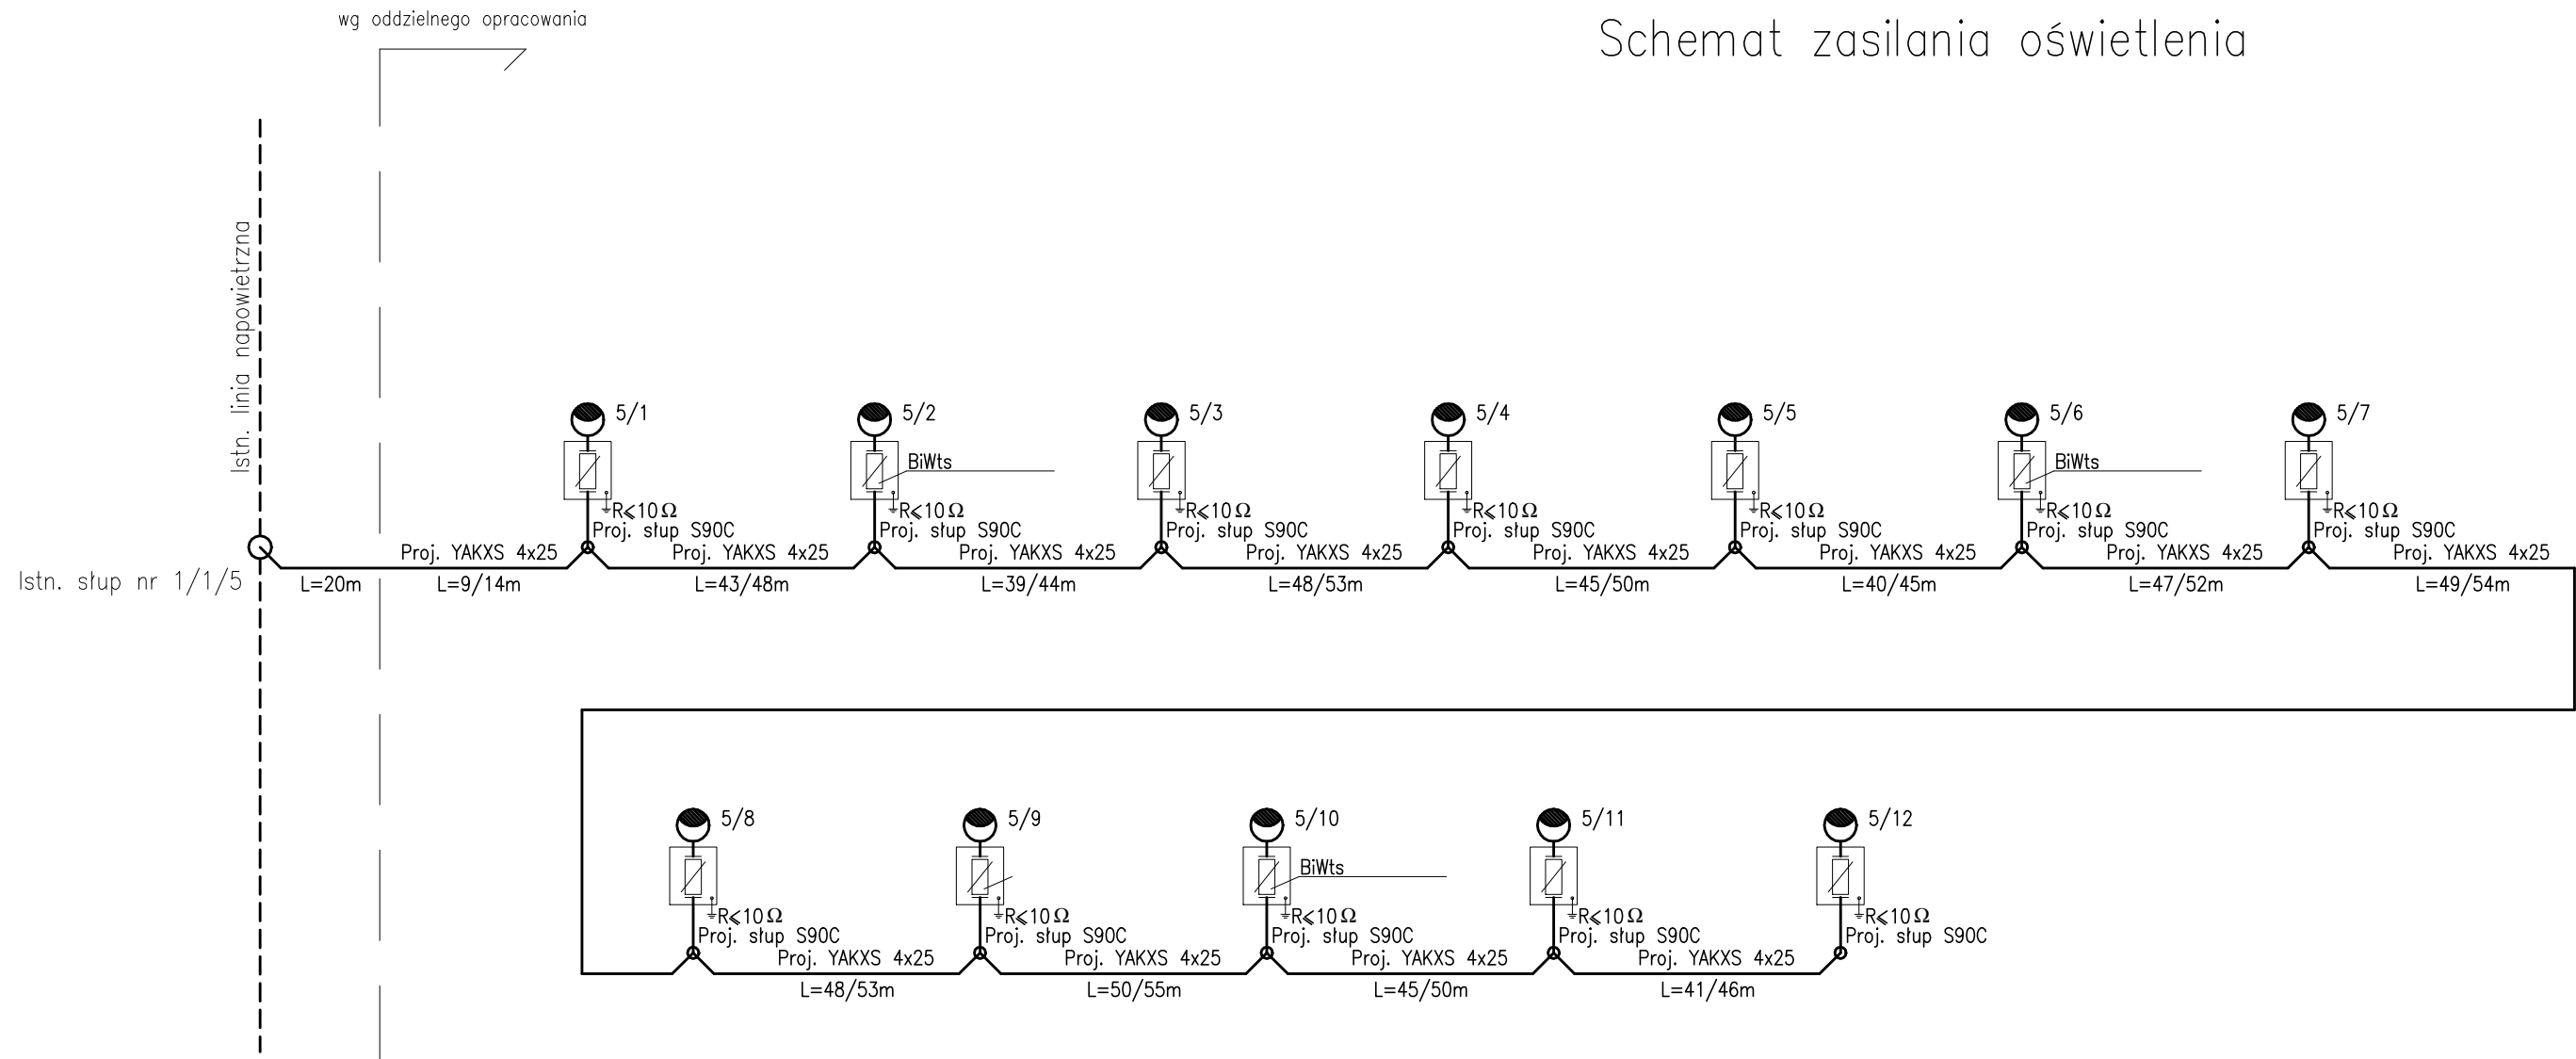 wg oddzielnego opracowania
Schemat zasilania oświetlenia
Istn. linia napowietrzna
5/1
5/2
5/3
5/4
5/5
5/6
5/7
BiWts
BiWts
R⩽10Ω
R⩽10Ω
R⩽10Ω
R⩽10Ω
R⩽10Ω
R⩽10Ω
R⩽10Ω
Proj. słup S90C
Proj. słup S90C
Proj. słup S90C
Proj. słup S90C
Proj. słup S90C
Proj. słup S90C
Proj. słup S90C
Proj. YAKXS 4x25
Proj. YAKXS 4x25
Proj. YAKXS 4x25
Proj. YAKXS 4x25
Proj. YAKXS 4x25
Proj. YAKXS 4x25
Proj. YAKXS 4x25
Proj. YAKXS 4x25
Istn. słup nr 1/1/5
L=20m
L=9/14m
L=43/48m
L=39/44m
L=48/53m
L=45/50m
L=40/45m
L=47/52m
L=49/54m
5/8
5/9
5/10
5/11
5/12
BiWts
R⩽10Ω
R⩽10Ω
R⩽10Ω
R⩽10Ω
R⩽10Ω
Proj. słup S90C
Proj. słup S90C
Proj. słup S90C
Proj. słup S90C
Proj. słup S90C
Proj. YAKXS 4x25
Proj. YAKXS 4x25
Proj. YAKXS 4x25
Proj. YAKXS 4x25
L=48/53m
L=50/55m
L=45/50m
L=41/46m